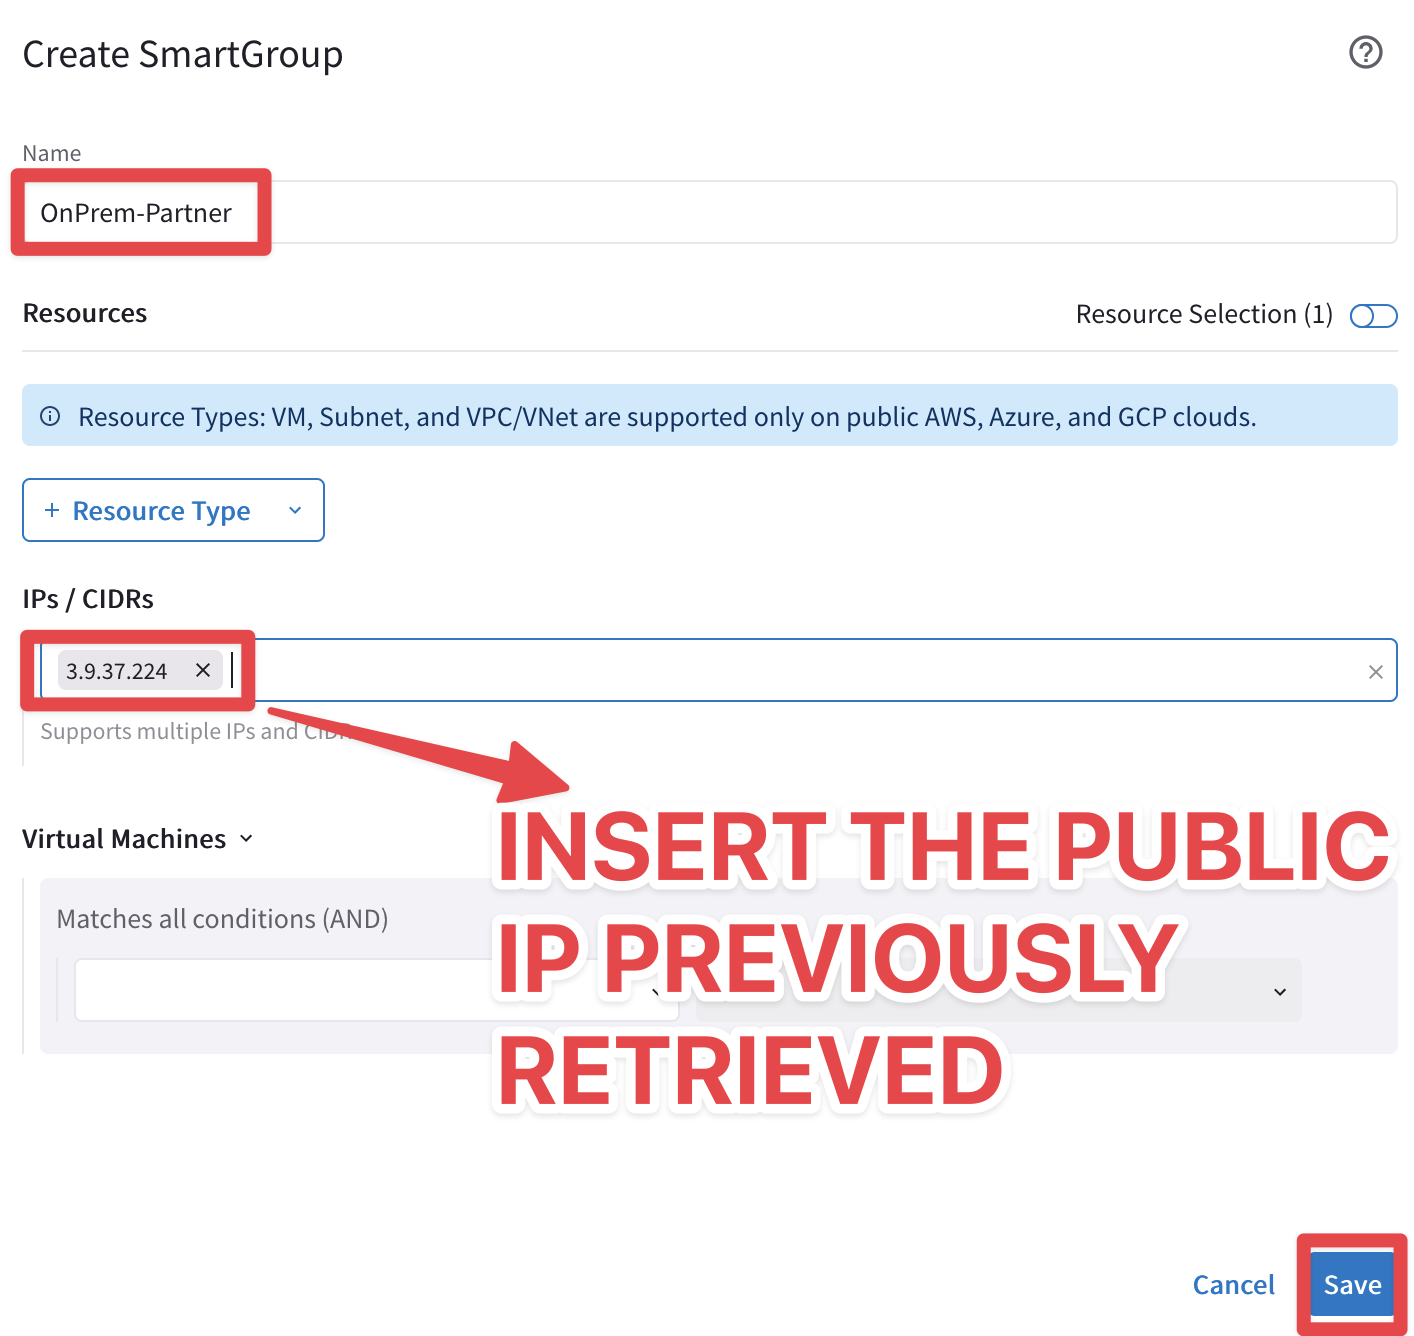 Create SmartGroup
Name
OnPrem-Partner
Resources
Resource Selection (1)
Resource Types: VM, Subnet, and VPC/VNet are supported only on public AWS, Azure, and GCP clouds.
+ Resource Type
IPs / CIDRs
3.9.37.224
Supports multiple IPs and
Virtual Machines
INSERT THE PUBLIC
IP PREVIOUSLY
RETRIEVED
Matches all conditions (AND)
Cancel
Save